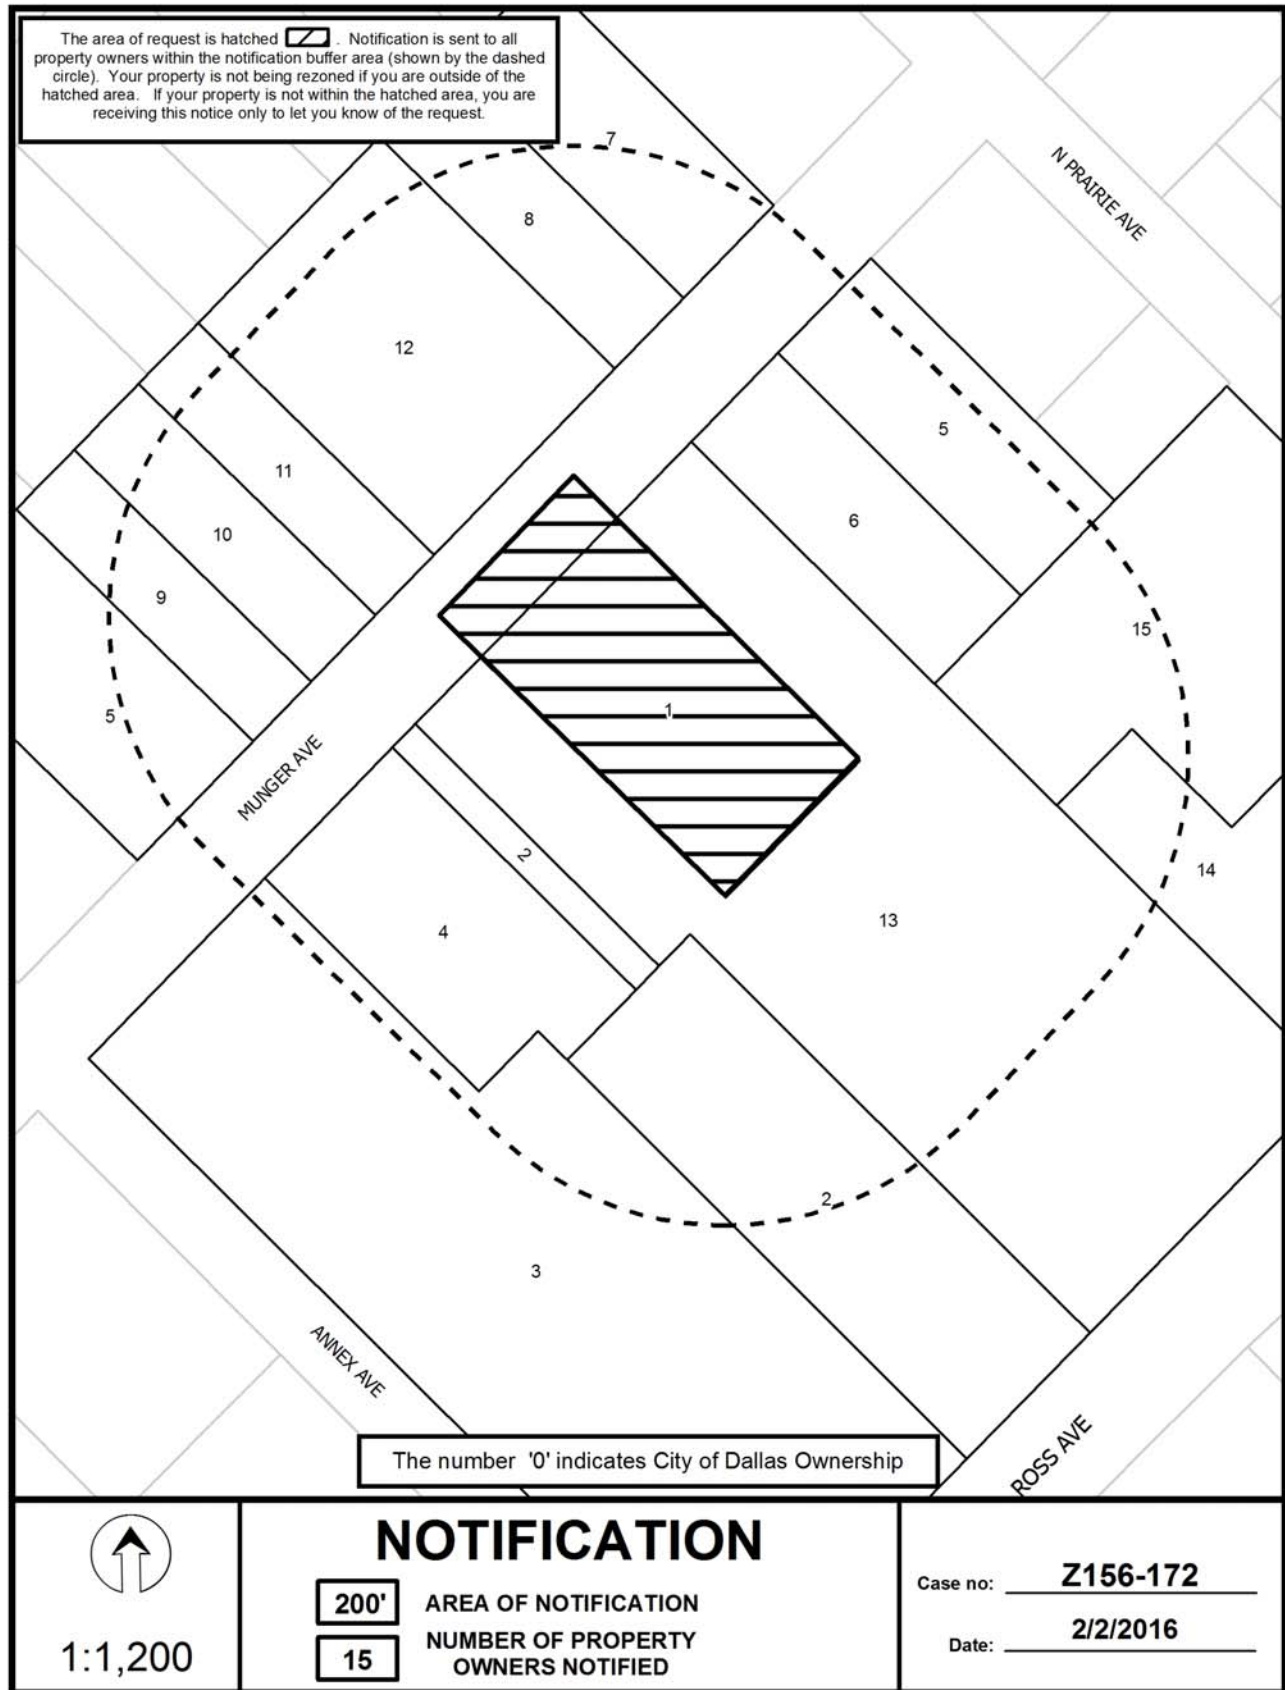 The area of request is hatched . Notification is sent to all
property owners within the notification buffer area (shown by the dashed
circle). Your property is not being rezoned if you are outside of the
hatched area. If your property is not within the hatched area, you are
receiving this notice only to let you know of the request.
7
N PRAIRIE AVE
8
12
5
11
6
10
9
15
1
5
MUNGER AVE
2
14
13
4
2
3
ANNEX AVE
ROSS AVE
The number '0' indicates City of Dallas Ownership
1:1,200
NOTIFICATION
200' AREA OF NOTIFICATION
15 NUMBER OF PROPERTY
OWNERS NOTIFIED
Case no: Z156-172
Date: 2/2/2016